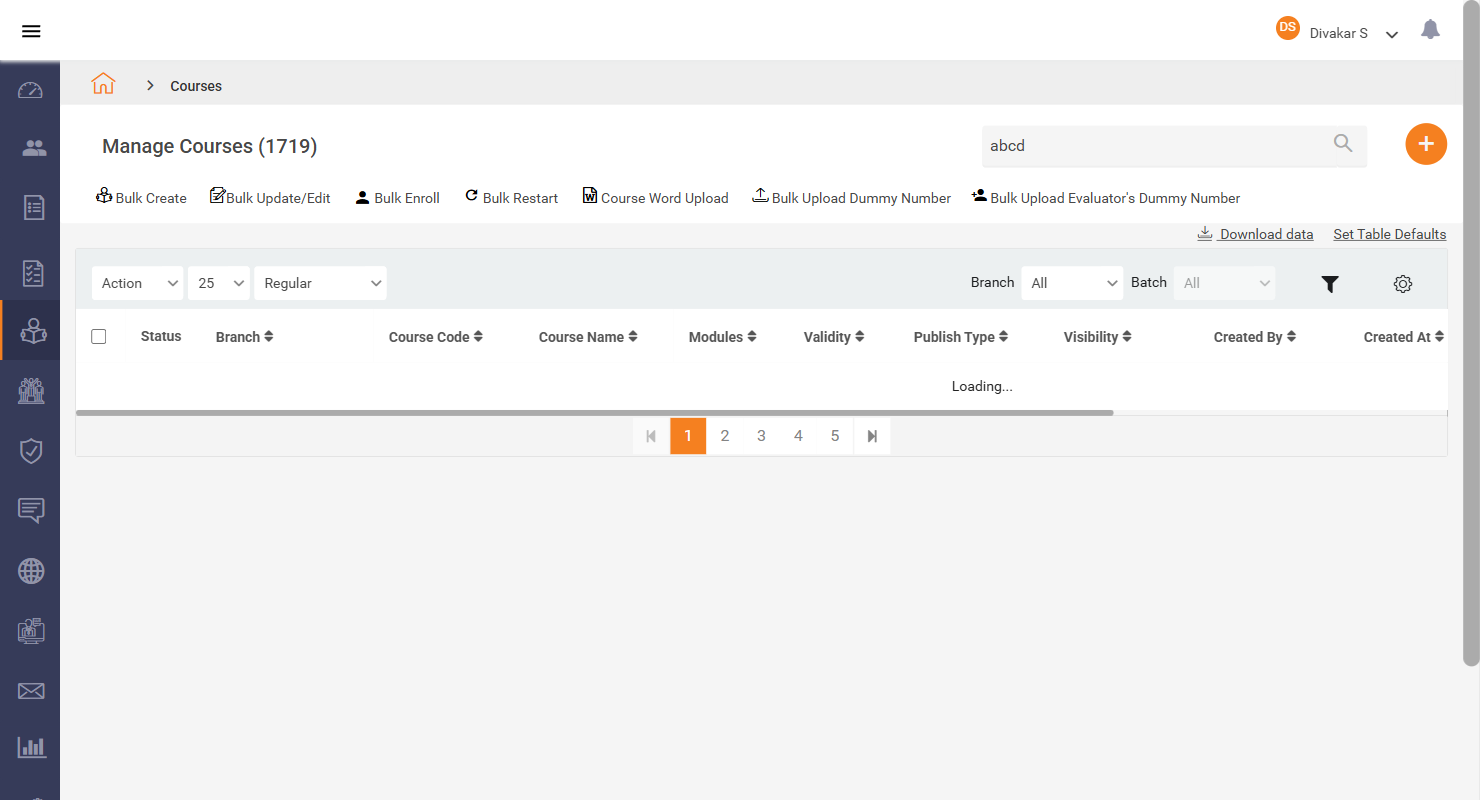 DS Divakar S
Courses
Manage Courses (1719)
abcd
+
Bulk Create Bulk Update/Edit Bulk Enroll Bulk Restart Course Word Upload Bulk Upload Dummy Number Bulk Upload Evaluator's Dummy Number
Download data Set Table Defaults
Action 25 Regular Branch All Batch All
Status Branch Course Code Course Name Modules Validity Publish Type Visibility Created By Created At
Loading...
1 2 3 4 5